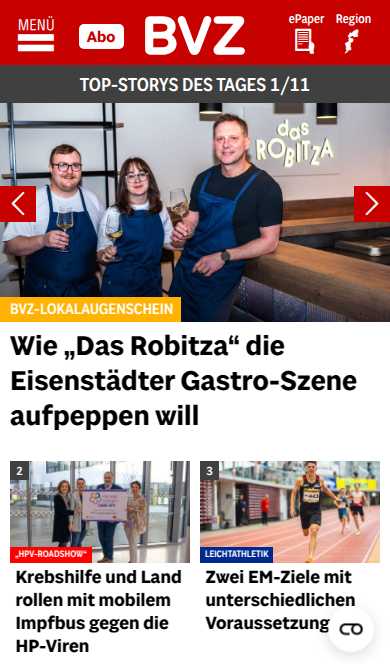 MENÜ
Abo
BVZ
ePaper
Region
TOP-STORYS DES TAGES 1/11
das
ROBITZA
BVZ-LOKALAUGENSCHEIN
Wie „Das Robitza“ die
Eisenstädter Gastro-Szene
aufpeppen will
2
„HPV-ROADSHOW“
Krebshilfe und Land
rollen mit mobilem
Impfbus gegen die
HP-Viren
3
LEICHTATHLETIK
Zwei EM-Ziele mit
unterschiedlichen
Voraussetzung